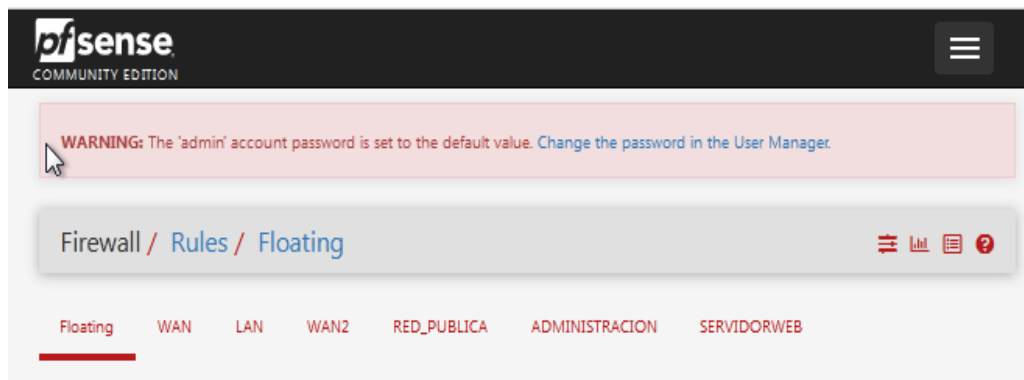 pfsense
COMMUNITY EDITION
WARNING: The 'admin' account password is set to the default value. Change the password in the User Manager.
Firewall / Rules / Floating
Floating WAN LAN WAN2 RED_PUBLICA ADMINISTRACION SERVIDORWEB